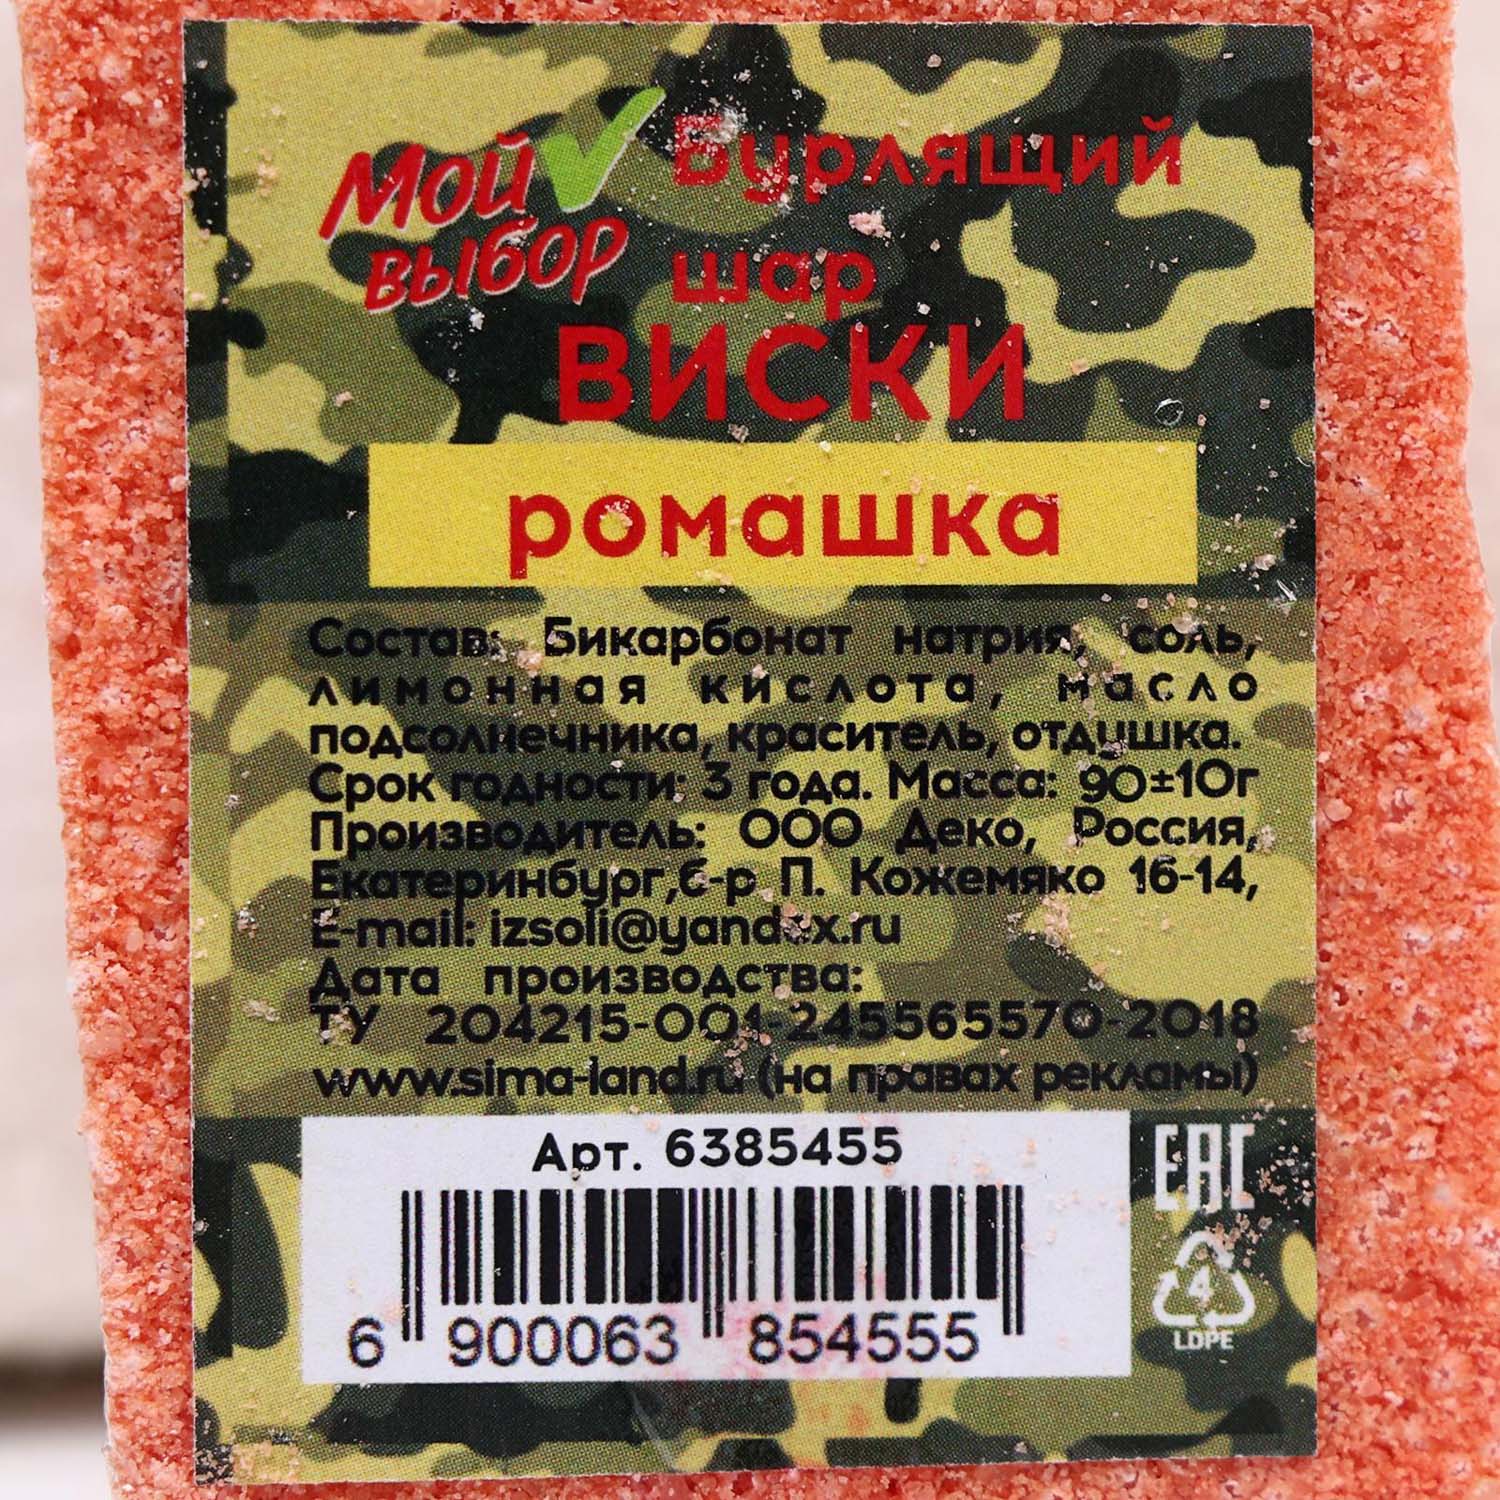 Мой
выбор
Бурлящий
шар
ВИСКИ
ромашка
Состав: Бикарбонат натрия, соль,
лимонная кислота, масло
подсолнечника, краситель, отдушка.
Срок годности: 3 года. Масса: 90±10г
Производитель: ООО Деко, Россия,
Екатеринбург,б-р П. Кожемяко 16-14,
E-mail: izsoli@yandex.ru
Дата производства:
ТУ 204215-001-245565570-2018
www.sima-land.ru (на правах рекламы)
Арт. 6385455
6 900063 854555
EAC
4
LDPE